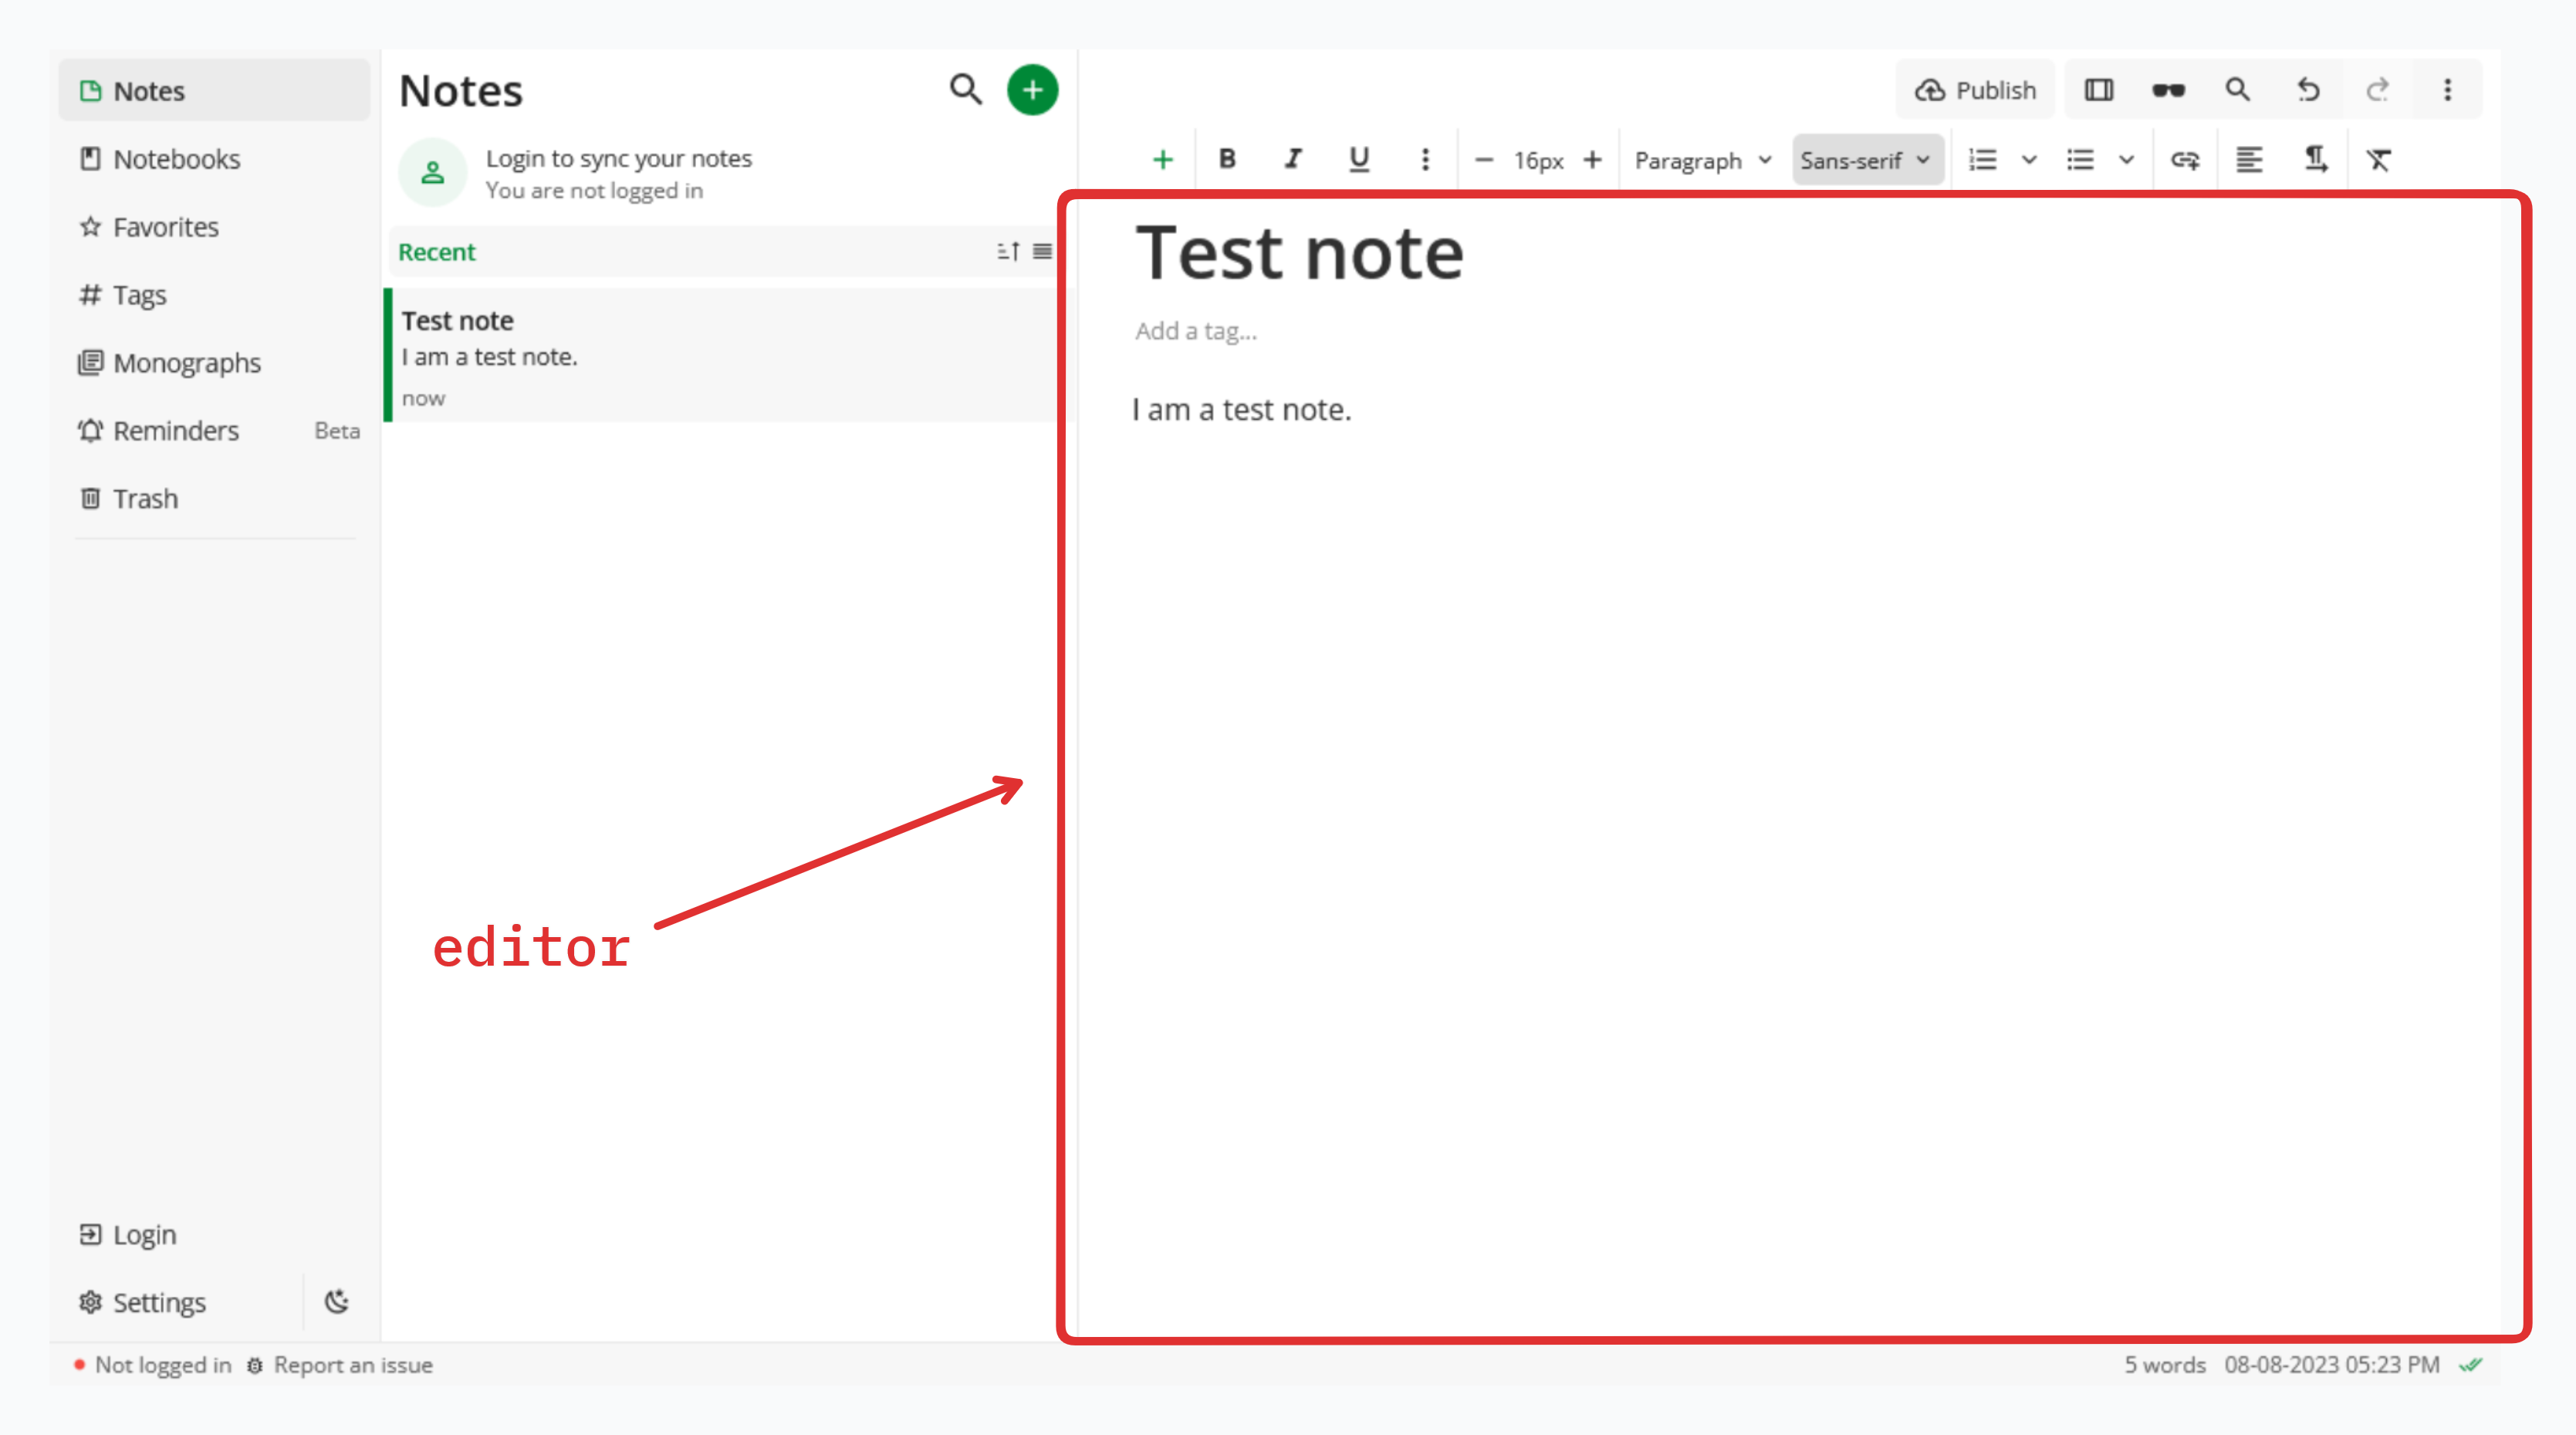 Notes
Notebooks
Favorites
Tags
Monographs
Reminders Beta
Trash
Login
Settings
Notes
Login to sync your notes
You are not logged in
Recent
Test note
I am a test note.
now
editor
Publish
B I U 16px Paragraph Sans-serif
Test note
Add a tag...
I am a test note.
Not logged in Report an issue
5 words 08-08-2023 05:23 PM